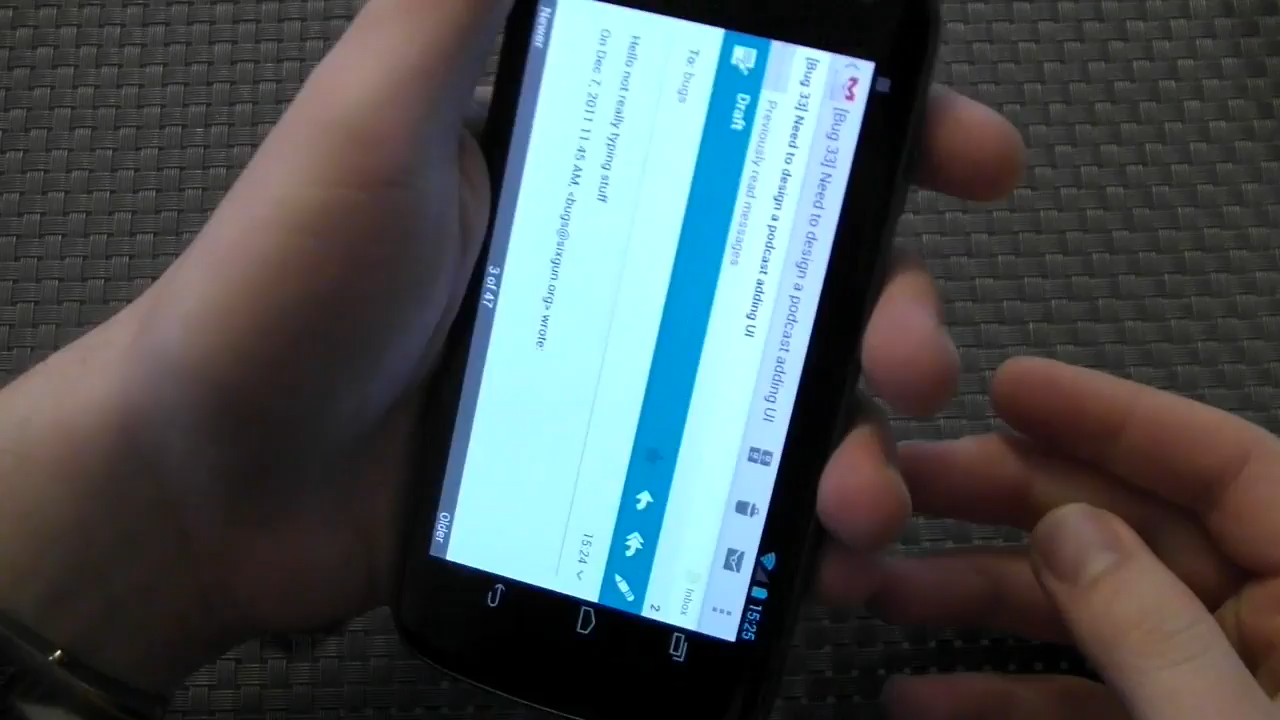 15:25
[Bug 33] Need to design a podcast adding UI
[Bug 33] Need to design a podcast adding UI
Inbox
Previously read messages
2
Draft
To: bugs
15:24
Hello not really typing stuff
On Dec 7, 2011 11:45 AM, <bugs@sixgun.org> wrote:
Newer
3 of 47
Older